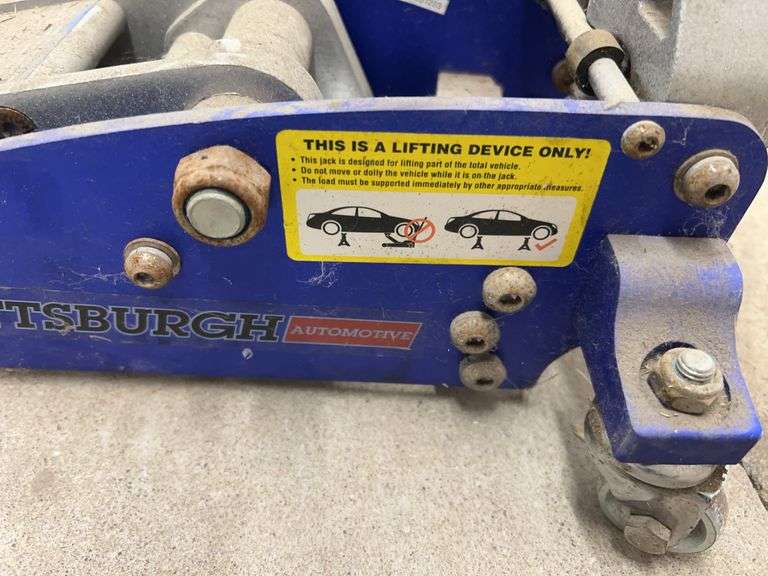 THIS IS A LIFTING DEVICE ONLY!
• This jack is designed for lifting part of the total vehicle.
• Do not move or dolly the vehicle while it is on the jack.
• The load must be supported immediately by other appropriate measures.
TTSBURGH AUTOMOTIVE